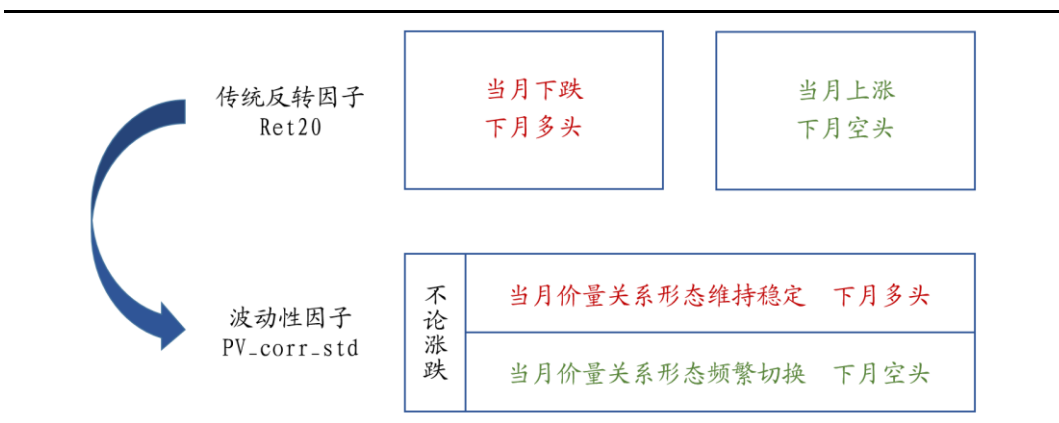 传统反转因子
Ret20
当月下跌
下月多头
当月上涨
下月空头
波动性因子
PV_corr_std
不论涨跌
当月价量关系形态维持稳定 下月多头
当月价量关系形态频繁切换 下月空头